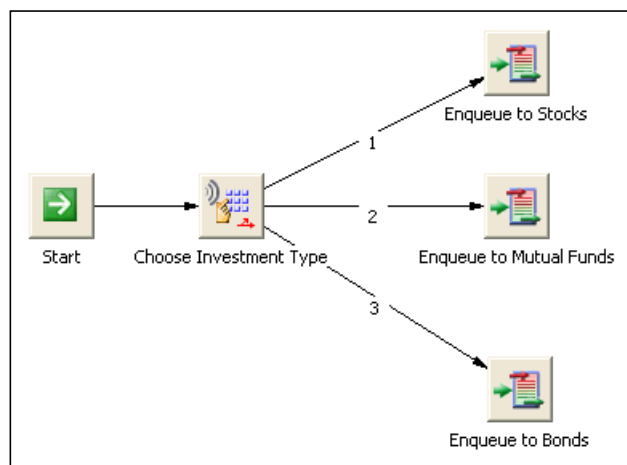 Enqueue to Stocks
1
Start
Choose Investment Type
2
Enqueue to Mutual Funds
3
Enqueue to Bonds